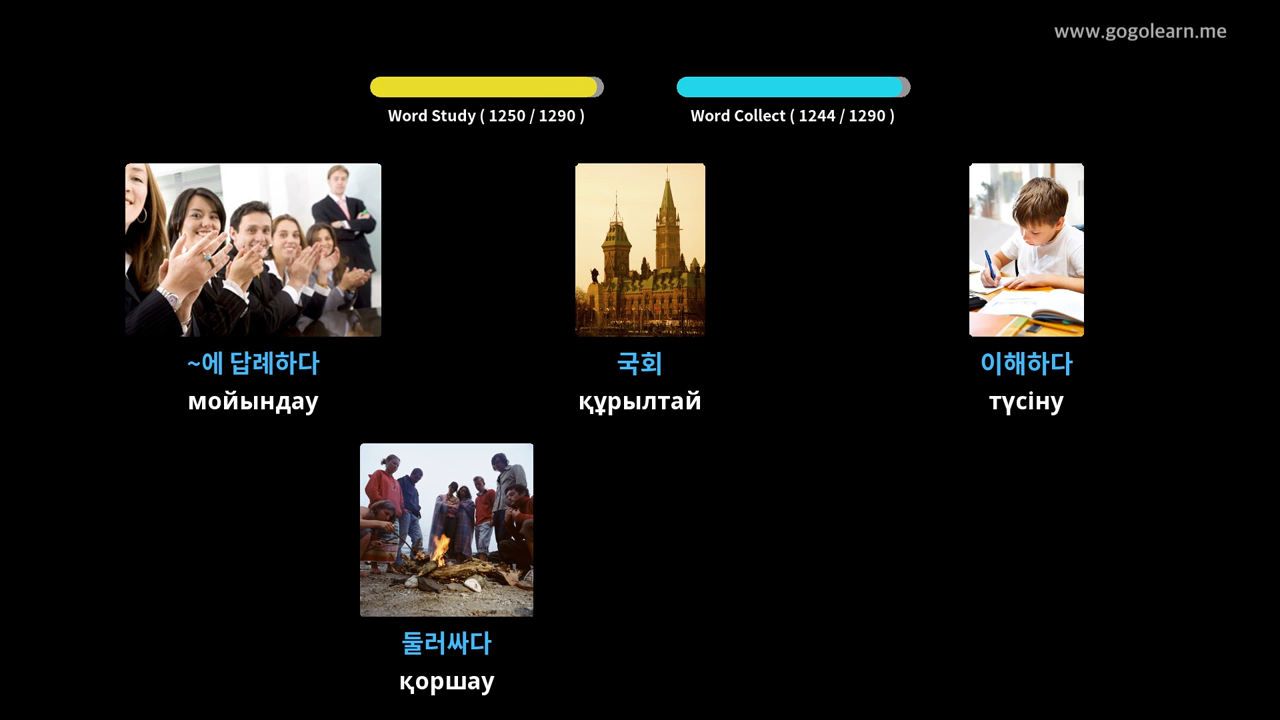 www.gogolearn.me
Word Study ( 1250 / 1290 )
Word Collect ( 1244 / 1290 )
~에 답례하다
мойындау
국회
құрылтай
이해하다
түсіну
둘러싸다
қоршау